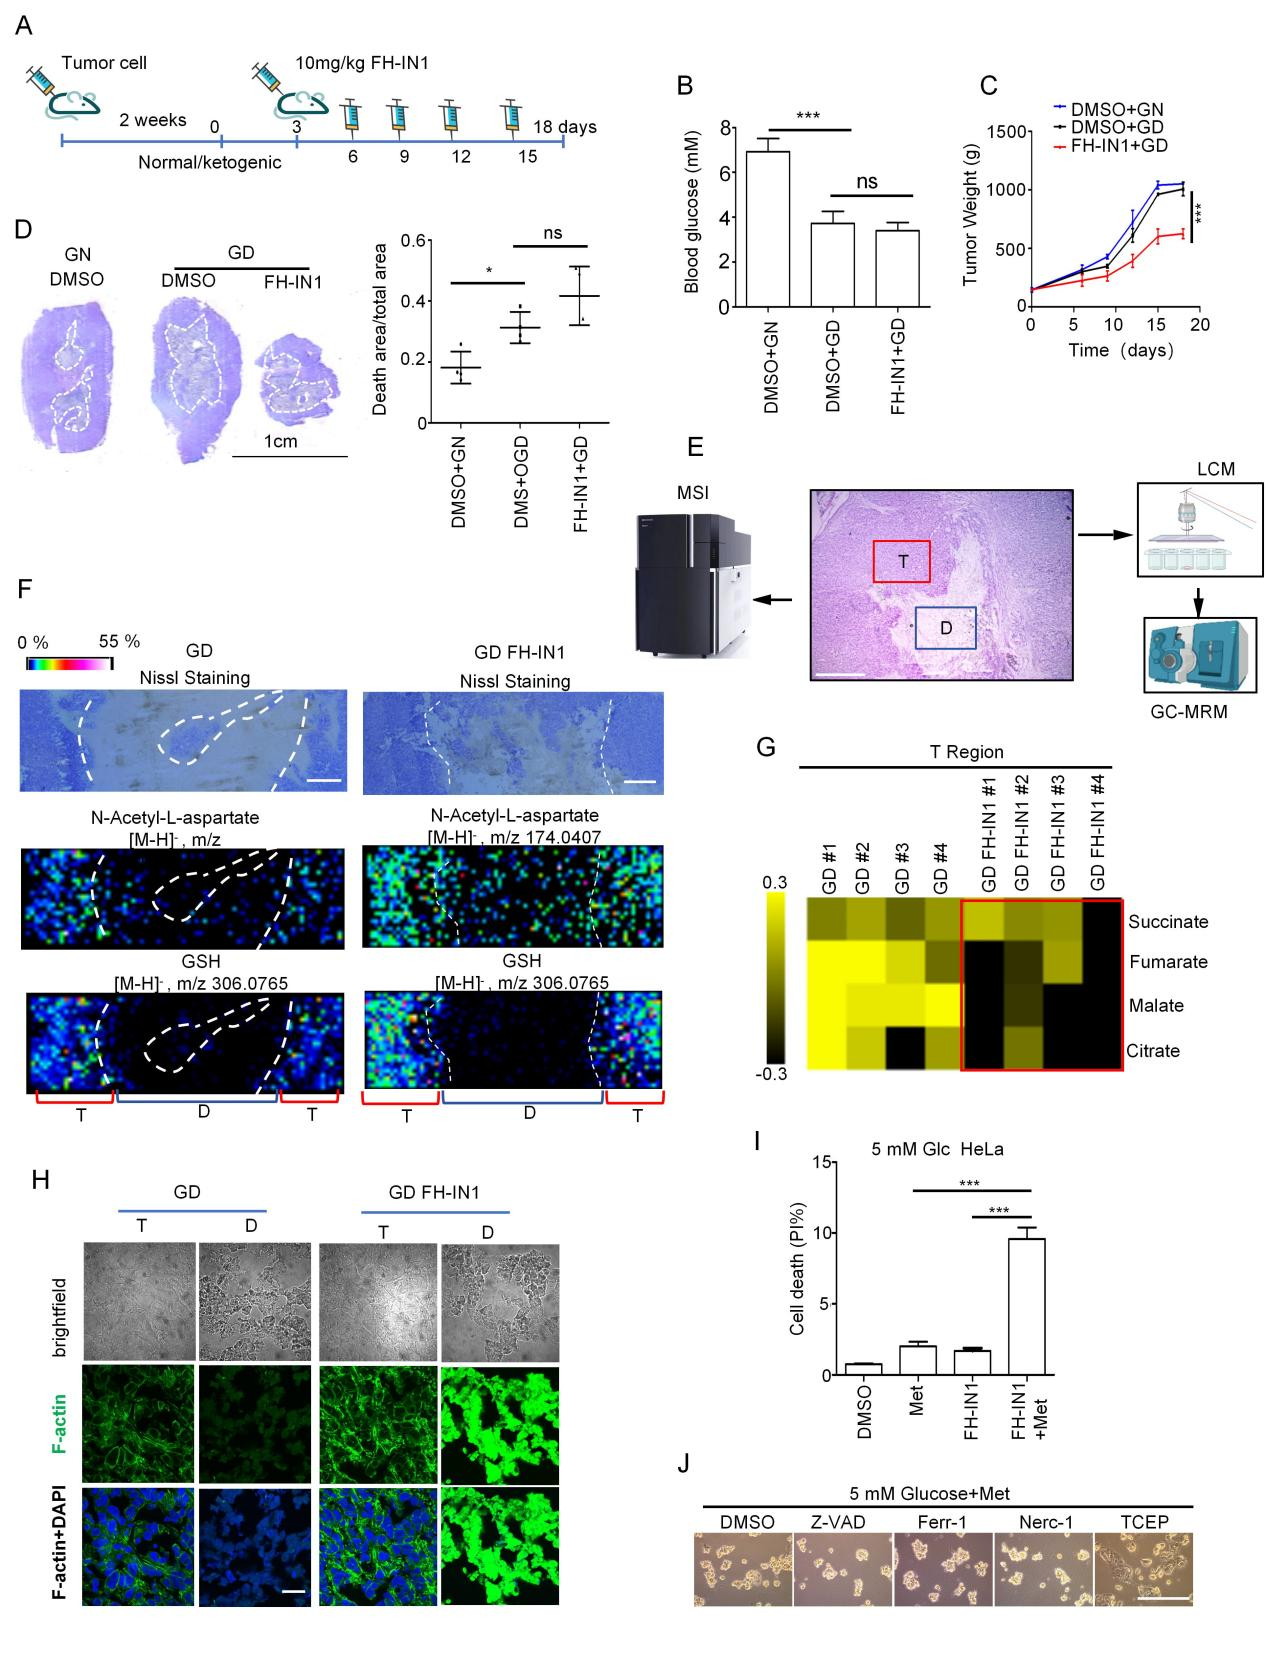 A
Tumor cell
10mg/kg FH-IN1
2 weeks
0
3
18 days
Normal/ketogenic
6
9
12
15
B
Blood glucose (mM)
8
6
4
2
0
***
ns
DMSO+GN
DMSO+GD
FH-IN1+GD
C
DMSO+GN
DMSO+GD
FH-IN1+GD
Tumor Weight (g)
1500
1000
500
0
***
0
5
10
15
20
Time (days)
D
GN
DMSO
GD
DMSO
FH-IN1
1cm
Death area/total area
0.6
0.4
0.2
0
*
ns
DMSO+GN
DMS+OGD
FH-IN1+GD
E
MSI
T
D
LCM
GC-MRM
F
0 %
55 %
GD
Nissl Staining
GD FH-IN1
Nissl Staining
N-Acetyl-L-aspartate
[M-H]- , m/z
N-Acetyl-L-aspartate
[M-H]- , m/z 174.0407
GSH
[M-H]- , m/z 306.0765
GSH
[M-H]- , m/z 306.0765
T
D
T
T
D
T
G
T Region
GD #1
GD #2
GD #3
GD #4
GD FH-IN1 #1
GD FH-IN1 #2
GD FH-IN1 #3
GD FH-IN1 #4
0.3
-0.3
Succinate
Fumarate
Malate
Citrate
H
GD
GD FH-IN1
T
D
T
D
brightfield
F-actin
F-actin+DAPI
I
5 mM Glc HeLa
Cell death (PI%)
15
10
5
0
***
***
DMSO
Met
FH-IN1
FH-IN1
+Met
J
5 mM Glucose+Met
DMSO
Z-VAD
Ferr-1
Nerc-1
TCEP